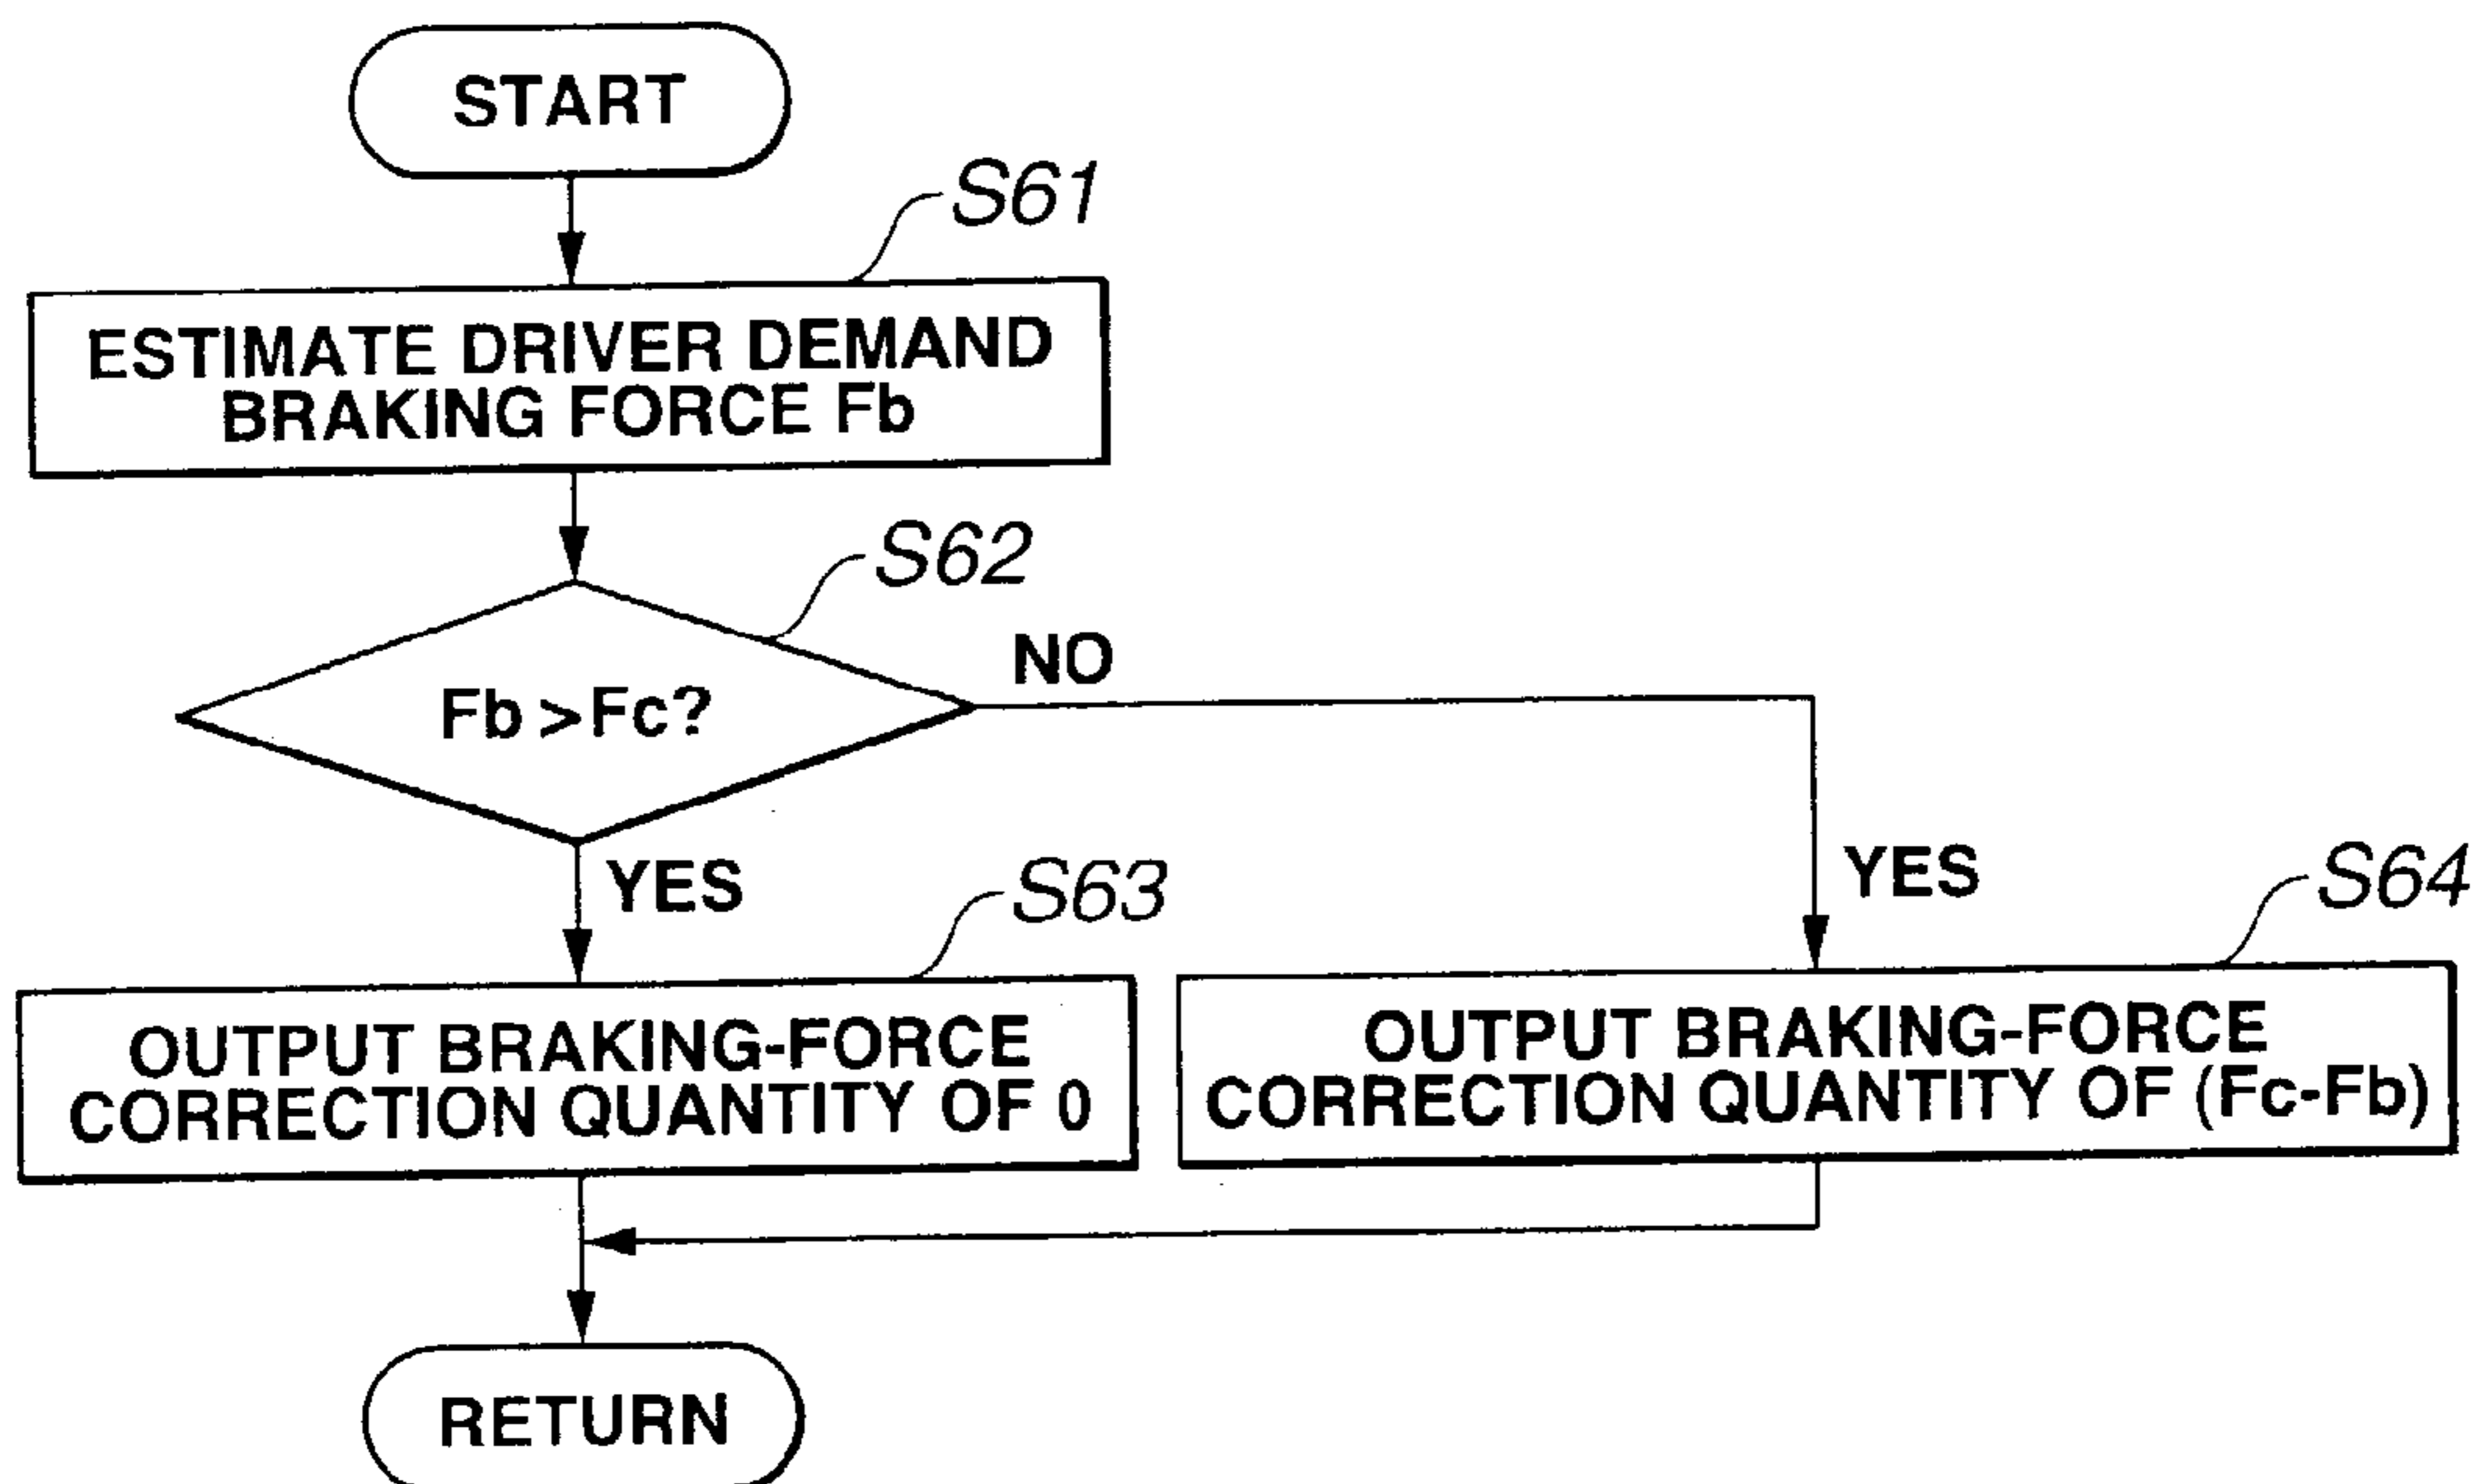 START
S61
ESTIMATE DRIVER DEMAND
BRAKING FORCE Fb
S62
NO
Fb >Fc?
YES
YES
S63
S64
OUTPUT BRAKING-FORCE
CORRECTION QUANTITY OF 0
OUTPUT BRAKING-FORCE
CORRECTION QUANTITY OF (Fc-Fb)
RETURN